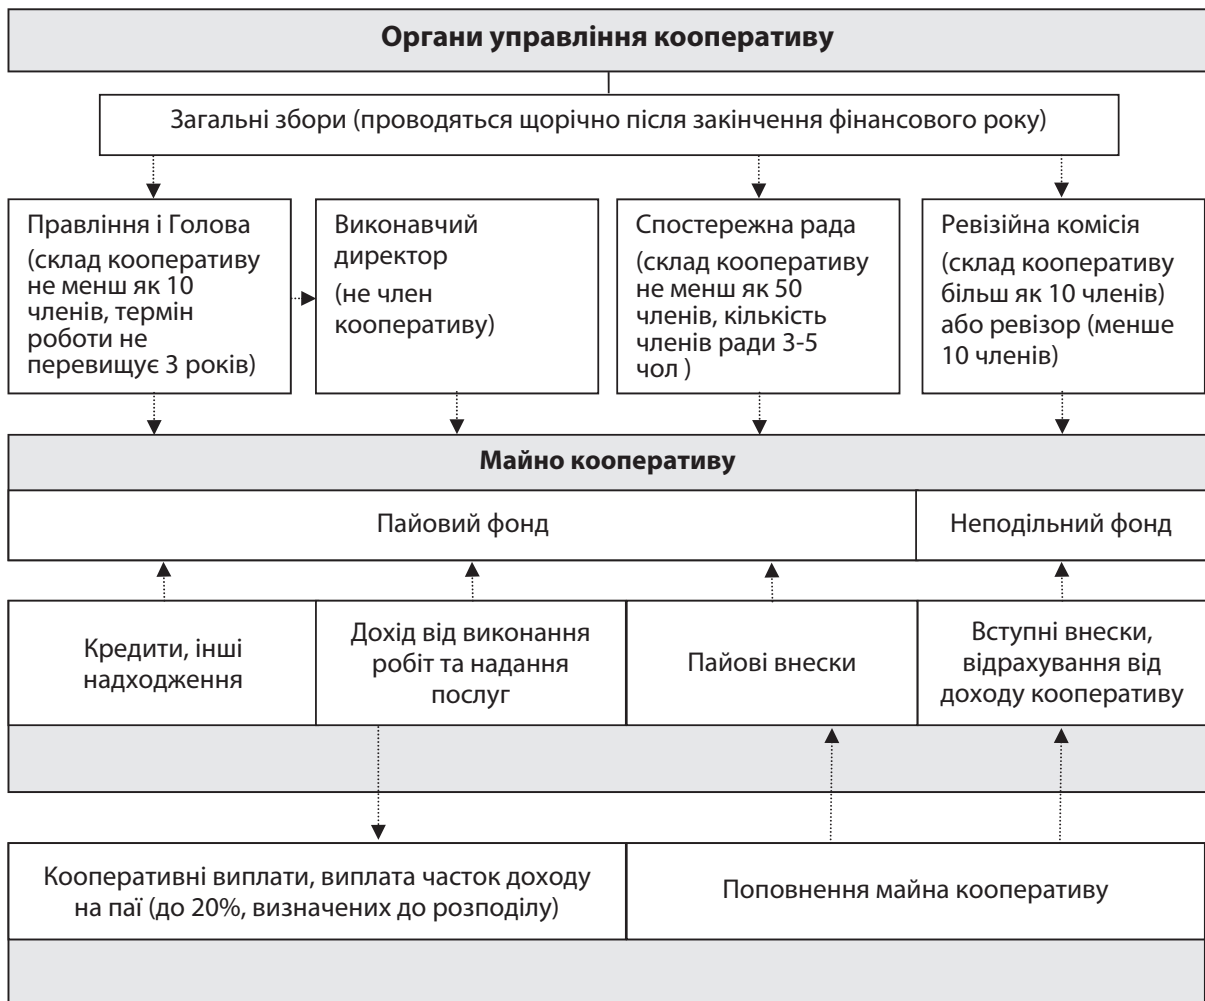 Органи управління кооперативу
Загальні збори (проводяться щорічно після закінчення фінансового року)
Правління і Голова
(склад кооперативу
не менш як 10
членів, термін
роботи не
перевищує 3 років)
Виконавчий
директор
(не член
кооперативу)
Спостережна рада
(склад кооперативу
не менш як 50
членів, кількість
членів ради 3-5
чол )
Ревізійна комісія
(склад кооперативу
більш як 10 членів)
або ревізор (менше
10 членів)
Майно кооперативу
Пайовий фонд
Неподільний фонд
Кредити, інші
надходження
Дохід від виконання
робіт та надання
послуг
Пайові внески
Вступні внески,
відрахування від
доходу кооперативу
Кооперативні виплати, виплата часток доходу
на паї (до 20%, визначених до розподілу)
Поповнення майна кооперативу